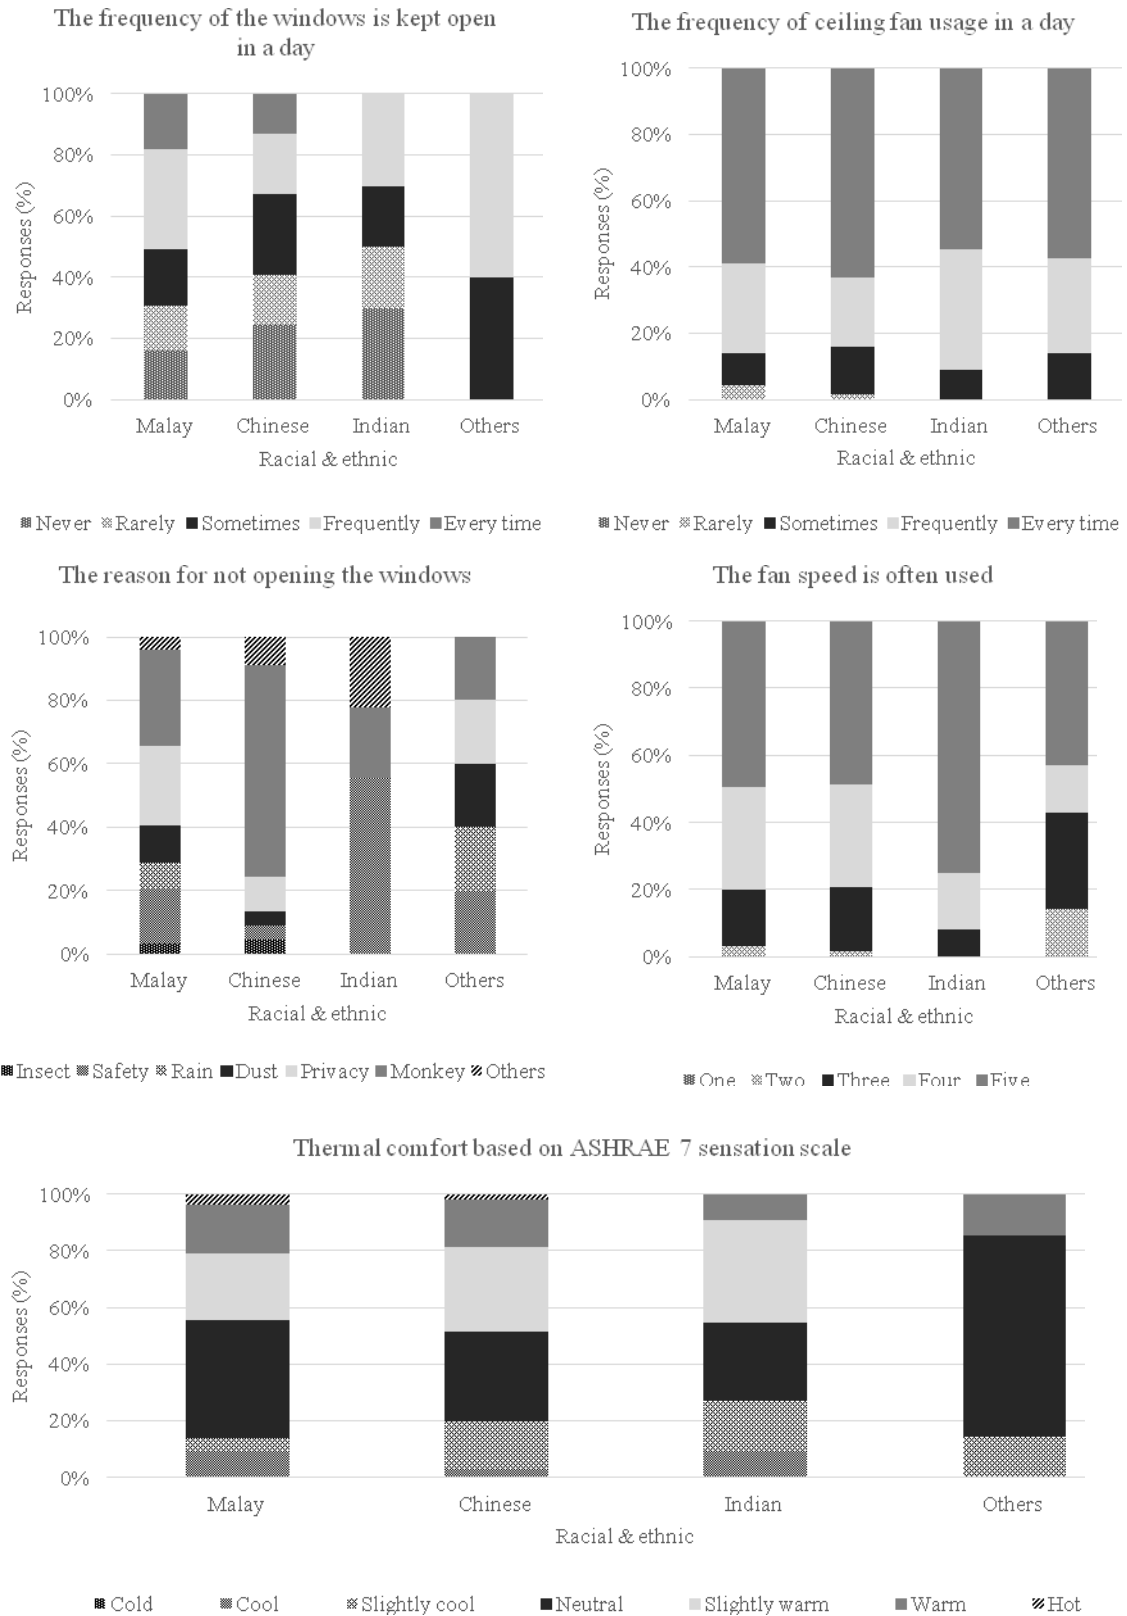 The frequency of the windows is kept open
in a day
100%
80%
60%
40%
20%
0%
Responses (%)
Malay Chinese Indian Others
Racial & ethnic
Never Rarely Sometimes Frequently Every time
The frequency of ceiling fan usage in a day
100%
80%
60%
40%
20%
0%
Responses (%)
Malay Chinese Indian Others
Racial & ethnic
Never Rarely Sometimes Frequently Every time
The reason for not opening the windows
100%
80%
60%
40%
20%
0%
Responses (%)
Malay Chinese Indian Others
Racial & ethnic
Insect Safety Rain Dust Privacy Monkey Others
The fan speed is often used
100%
80%
60%
40%
20%
0%
Responses (%)
Malay Chinese Indian Others
Racial & ethnic
One Two Three Four Five
Thermal comfort based on ASHRAE 7 sensation scale
100%
80%
60%
40%
20%
0%
Responses (%)
Malay Chinese Indian Others
Racial & ethnic
Cold Cool Slightly cool Neutral Slightly warm Warm Hot